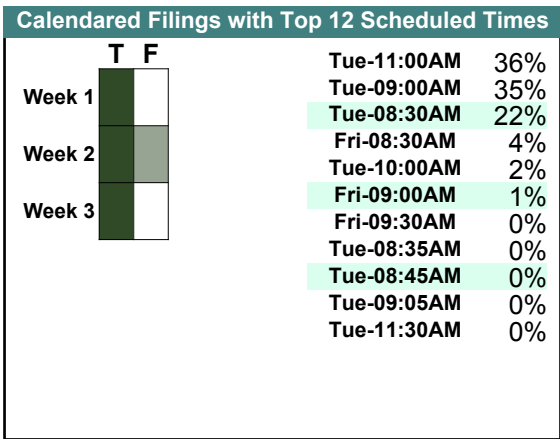 Calendared Filings with Top 12 Scheduled Times
T F
Week 1
Week 2
Week 3
Tue-11:00AM 36%
Tue-09:00AM 35%
Tue-08:30AM 22%
Fri-08:30AM 4%
Tue-10:00AM 2%
Fri-09:00AM 1%
Fri-09:30AM 0%
Tue-08:35AM 0%
Tue-08:45AM 0%
Tue-09:05AM 0%
Tue-11:30AM 0%